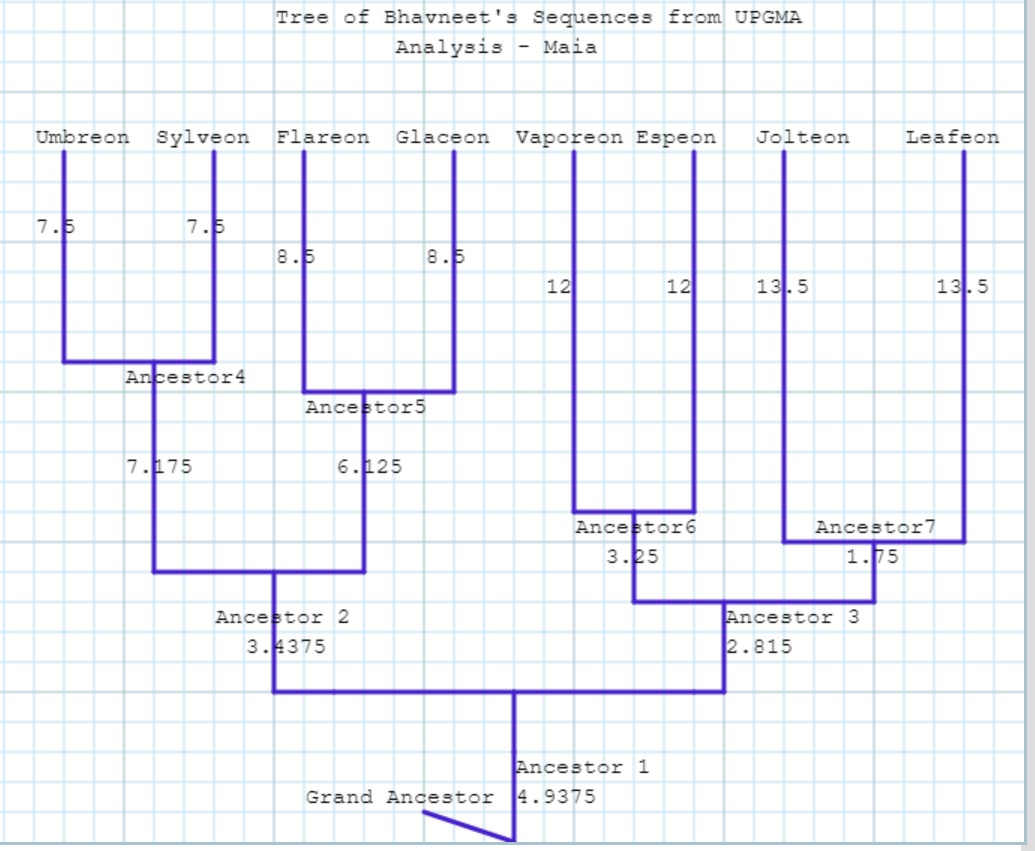 Tree of Bhavneet's Sequences from UPGMA
Analysis - Maia
Umbreon Sylveon Flareon Glaceon Vaporeon Espeon Jolteon Leafeon
7.5 7.5
8.5 8.5
12 12 13.5 13.5
Ancestor4
Ancestor5
7.175 6.125
Ancestor6 Ancestor7
3.25 1.75
Ancestor 2 Ancestor 3
3.4375 2.815
Ancestor 1
Grand Ancestor 4.9375